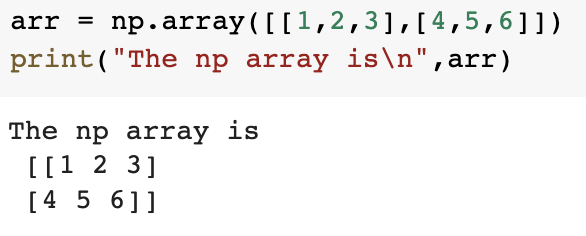 arr = np.array([[1,2,3],[4,5,6]])
print("The np array is\n",arr)
The np array is
 [[1 2 3]
 [4 5 6]]